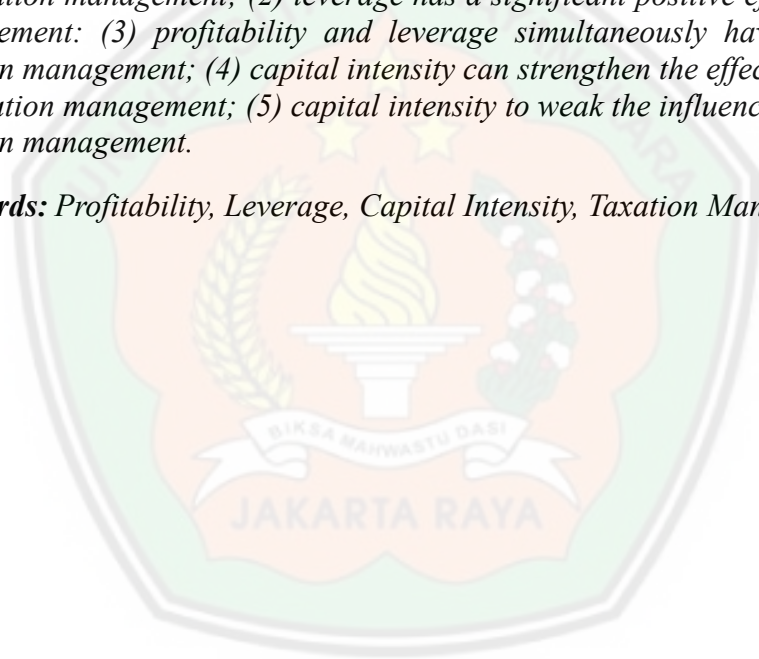 tion management; (2) leverage has a significant positive ef
ement: (3) profitability and leverage simultaneously hav
n management; (4) capital intensity can strengthen the effec
ution management; (5) capital intensity to weak the influenc
n management.
rds: Profitability, Leverage, Capital Intensity, Taxation Man
BIKSA MAHWASTU DASI
JAKARTA RAYA